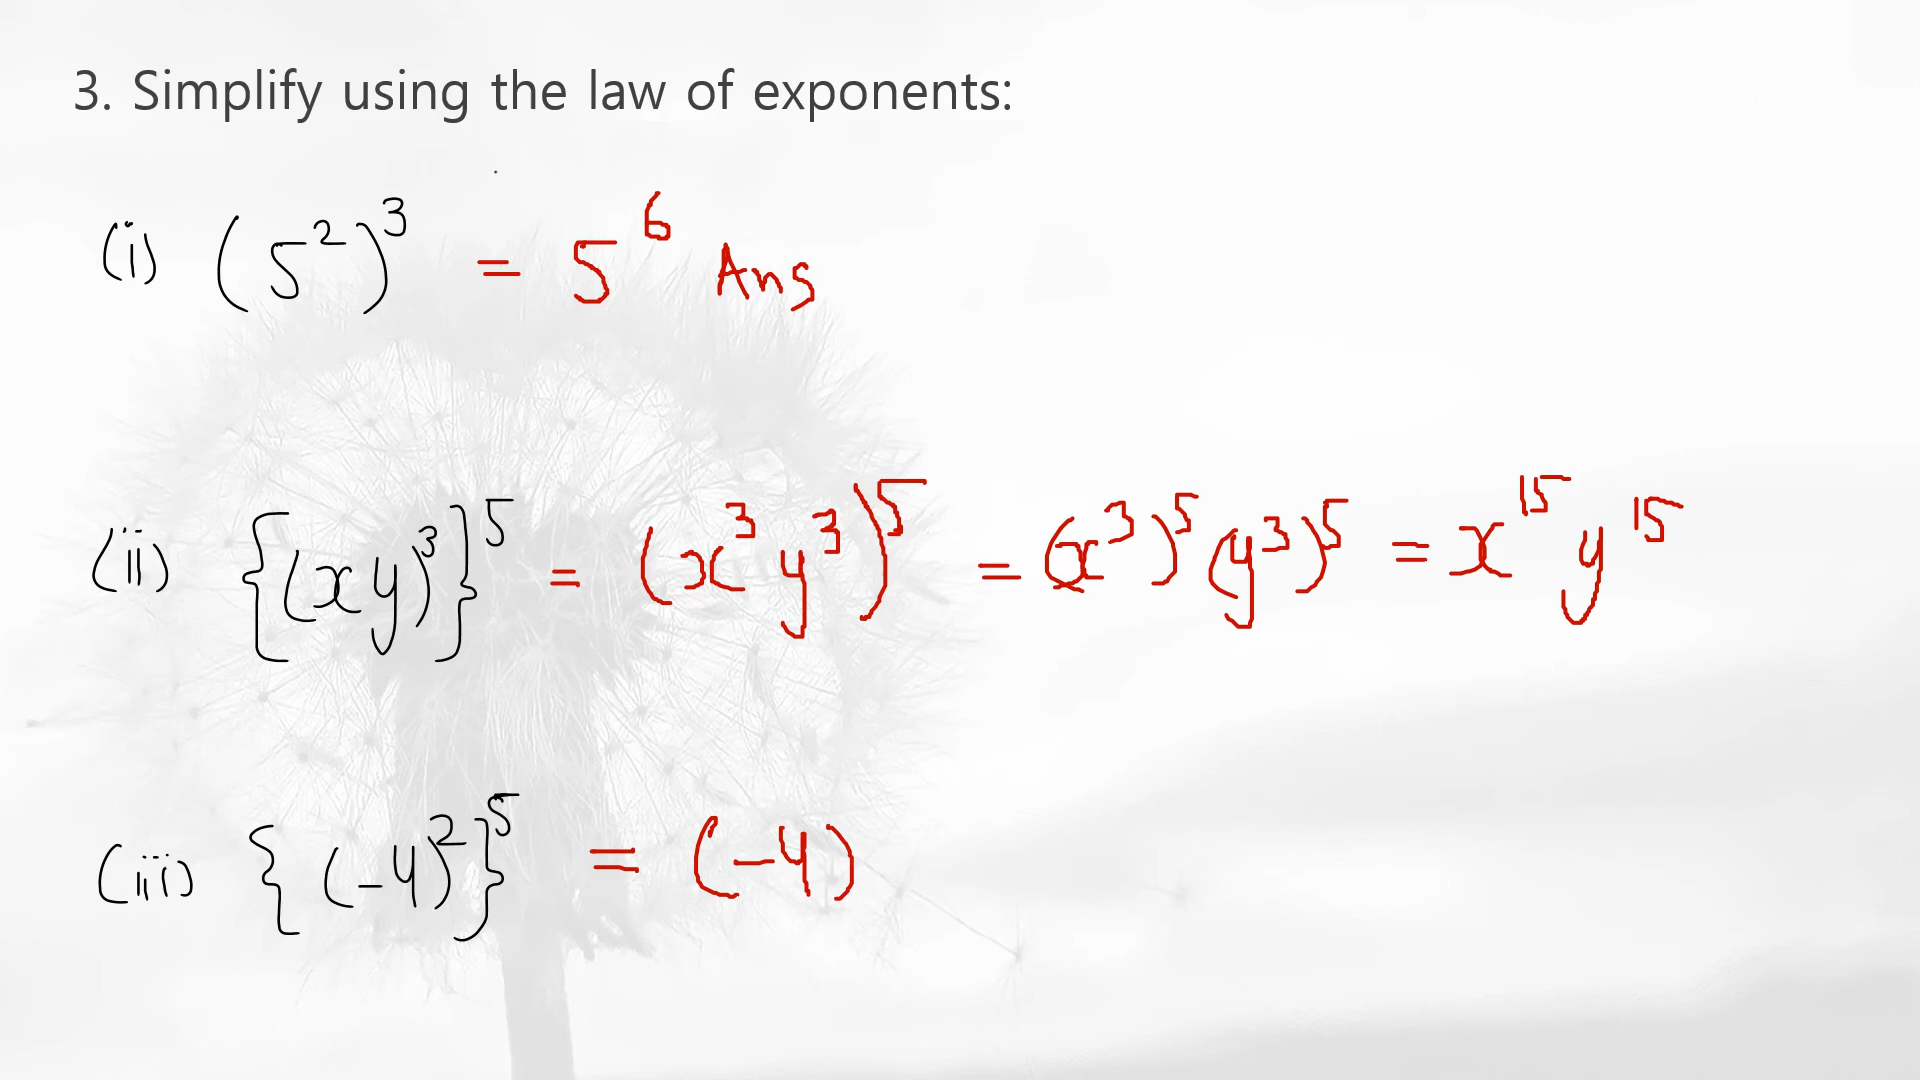 3. Simplify using the law of exponents:
(i) (5²)³ = 5⁶ Ans
(ii) {(xy)³}⁵ = (x³y³)⁵ = (x³)⁵(y³)⁵ = x¹⁵y¹⁵
(iii) {(-4)²}⁵ = (-4)